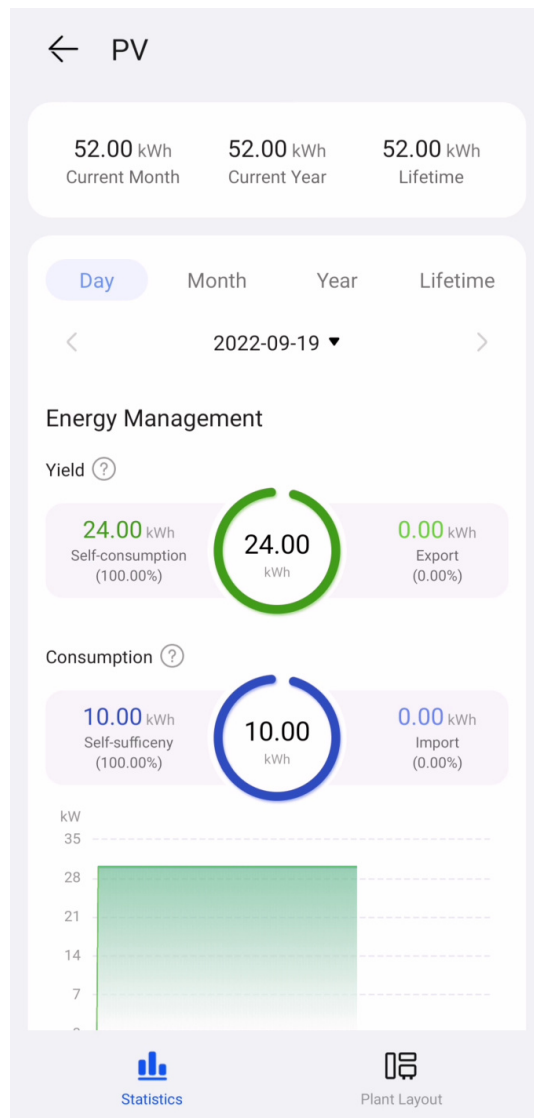 PV
52.00 kWh 52.00 kWh 52.00 kWh
Current Month Current Year Lifetime
Day Month Year Lifetime
2022-09-19
Energy Management
Yield ?
24.00 kWh
Self-consumption
(100.00%)
24.00
kWh
0.00 kWh
Export
(0.00%)
Consumption ?
10.00 kWh
Self-sufficeny
(100.00%)
10.00
kWh
0.00 kWh
Import
(0.00%)
kW
35
28
21
14
7
Statistics Plant Layout